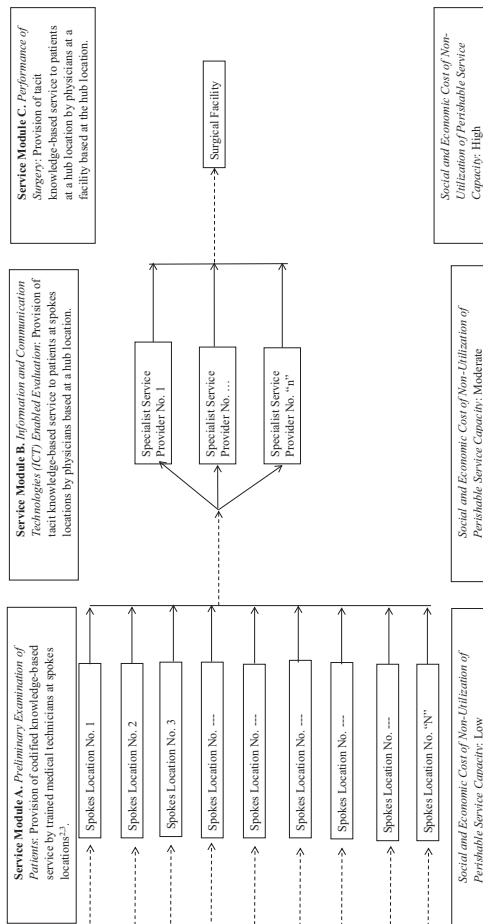 Service Module A. Preliminary Examination of
Patients: Provision of codified knowledge-based
service by trained medical technicians at spokes
locations2,3.
Spokes Location No. 1
Spokes Location No. 2
Spokes Location No. 3
Spokes Location No. ---
Spokes Location No. ---
Spokes Location No. ---
Spokes Location No. ---
Spokes Location No. ---
Spokes Location No. “N”
Social and Economic Cost of Non-Utilization of
Perishable Service Capacity: Low
Service Module B. Information and Communication
Technologies (ICT) Enabled Evaluation: Provision of
tacit knowledge-based service to patients at spokes
locations by physicians based at a hub location.
Specialist Service
Provider No. 1
Specialist Service
Provider No. …
Specialist Service
Provider No. “n”
Social and Economic Cost of Non-Utilization of
Perishable Service Capacity: Moderate
Service Module C. Performance of
Surgery: Provision of tacit
knowledge-based service to patients
at a hub location by physicians at a
facility based at the hub location.
Surgical Facility
Social and Economic Cost of Non-
Utilization of Perishable Service
Capacity: High